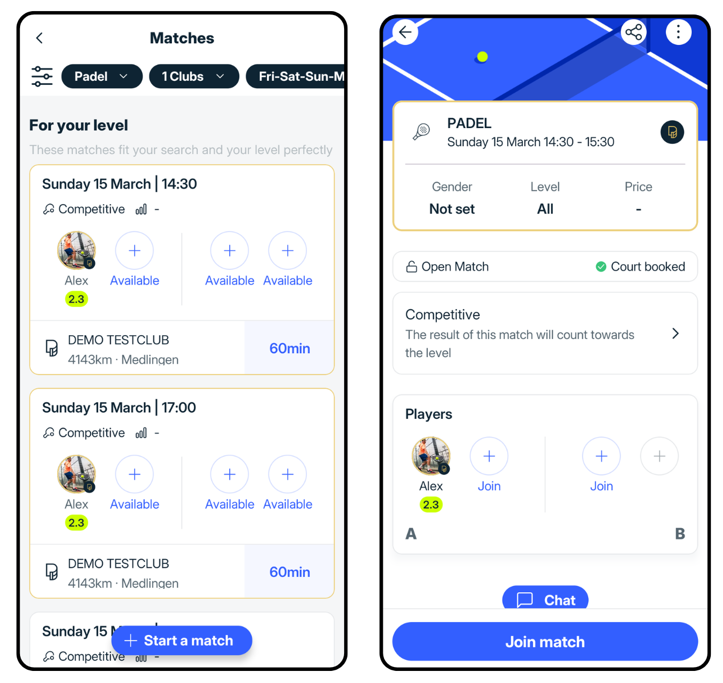 Matches
Padel
1 Clubs
Fri-Sat-Sun-M
For your level
These matches fit your search and your level perfectly
Sunday 15 March | 14:30
Competitive -
Alex
Available
Available
Available
2.3
DEMO TESTCLUB
4143km · Medlingen
60min
Sunday 15 March | 17:00
Competitive -
Alex
Available
Available
Available
2.3
DEMO TESTCLUB
4143km · Medlingen
60min
Sunday 15 M
Start a match
Competitive -
PADEL
Sunday 15 March 14:30 - 15:30
Gender
Level
Price
Not set
All
-
Open Match
Court booked
Competitive
The result of this match will count towards
the level
Players
Alex
Join
Join
2.3
A
B
Chat
Join match